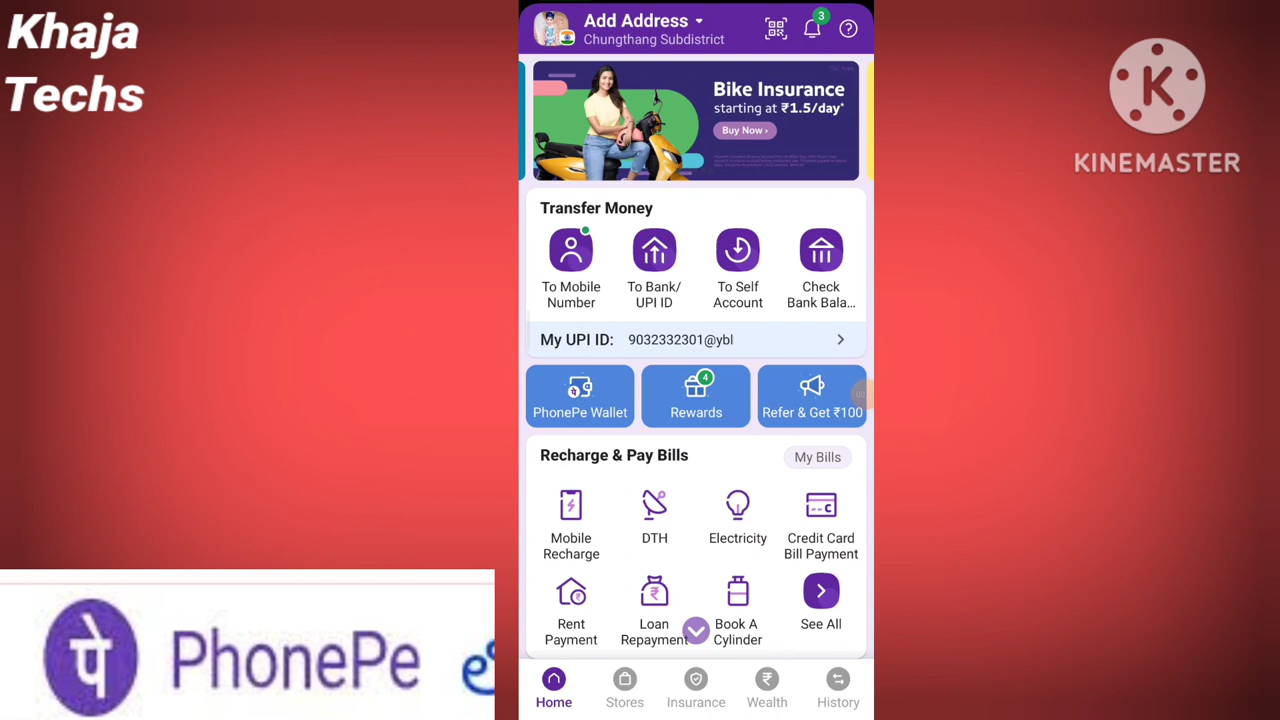 Khaja
Techs
KINEMASTER
Add Address
Chungthang Subdistrict
3
Bike Insurance
starting at ₹1.5/day*
Buy Now ›
Transfer Money
To Mobile Number
To Bank/ UPI ID
To Self Account
Check Bank Bala...
My UPI ID: 9032332301@ybl
PhonePe Wallet
4
Rewards
Refer & Get ₹100
Recharge & Pay Bills
My Bills
Mobile Recharge
DTH
Electricity
Credit Card Bill Payment
Rent Payment
Loan Repayment
Book A Cylinder
See All
Home
Stores
Insurance
Wealth
History
पे PhonePe